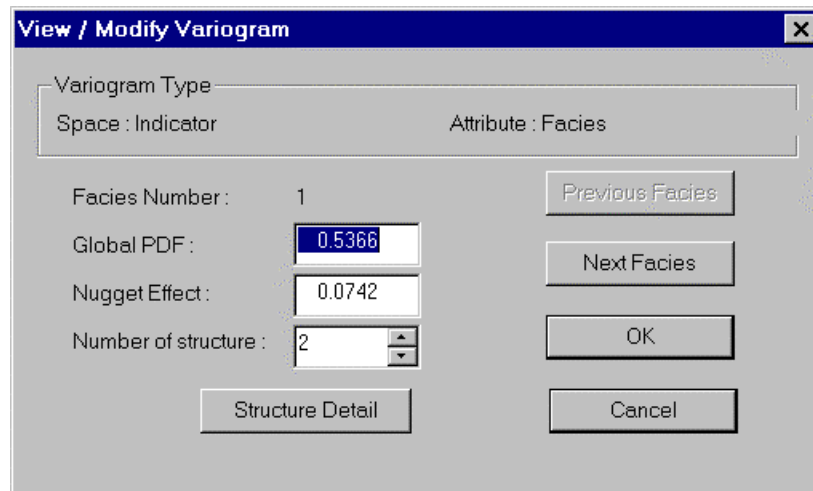 View / Modify Variogram
Variogram Type
Space : Indicator Attribute : Facies
Facies Number : 1 Previous Facies
Global PDF : 0.5366
Next Facies
Nugget Effect : 0.0742
Number of structure : 2 OK
Structure Detail Cancel